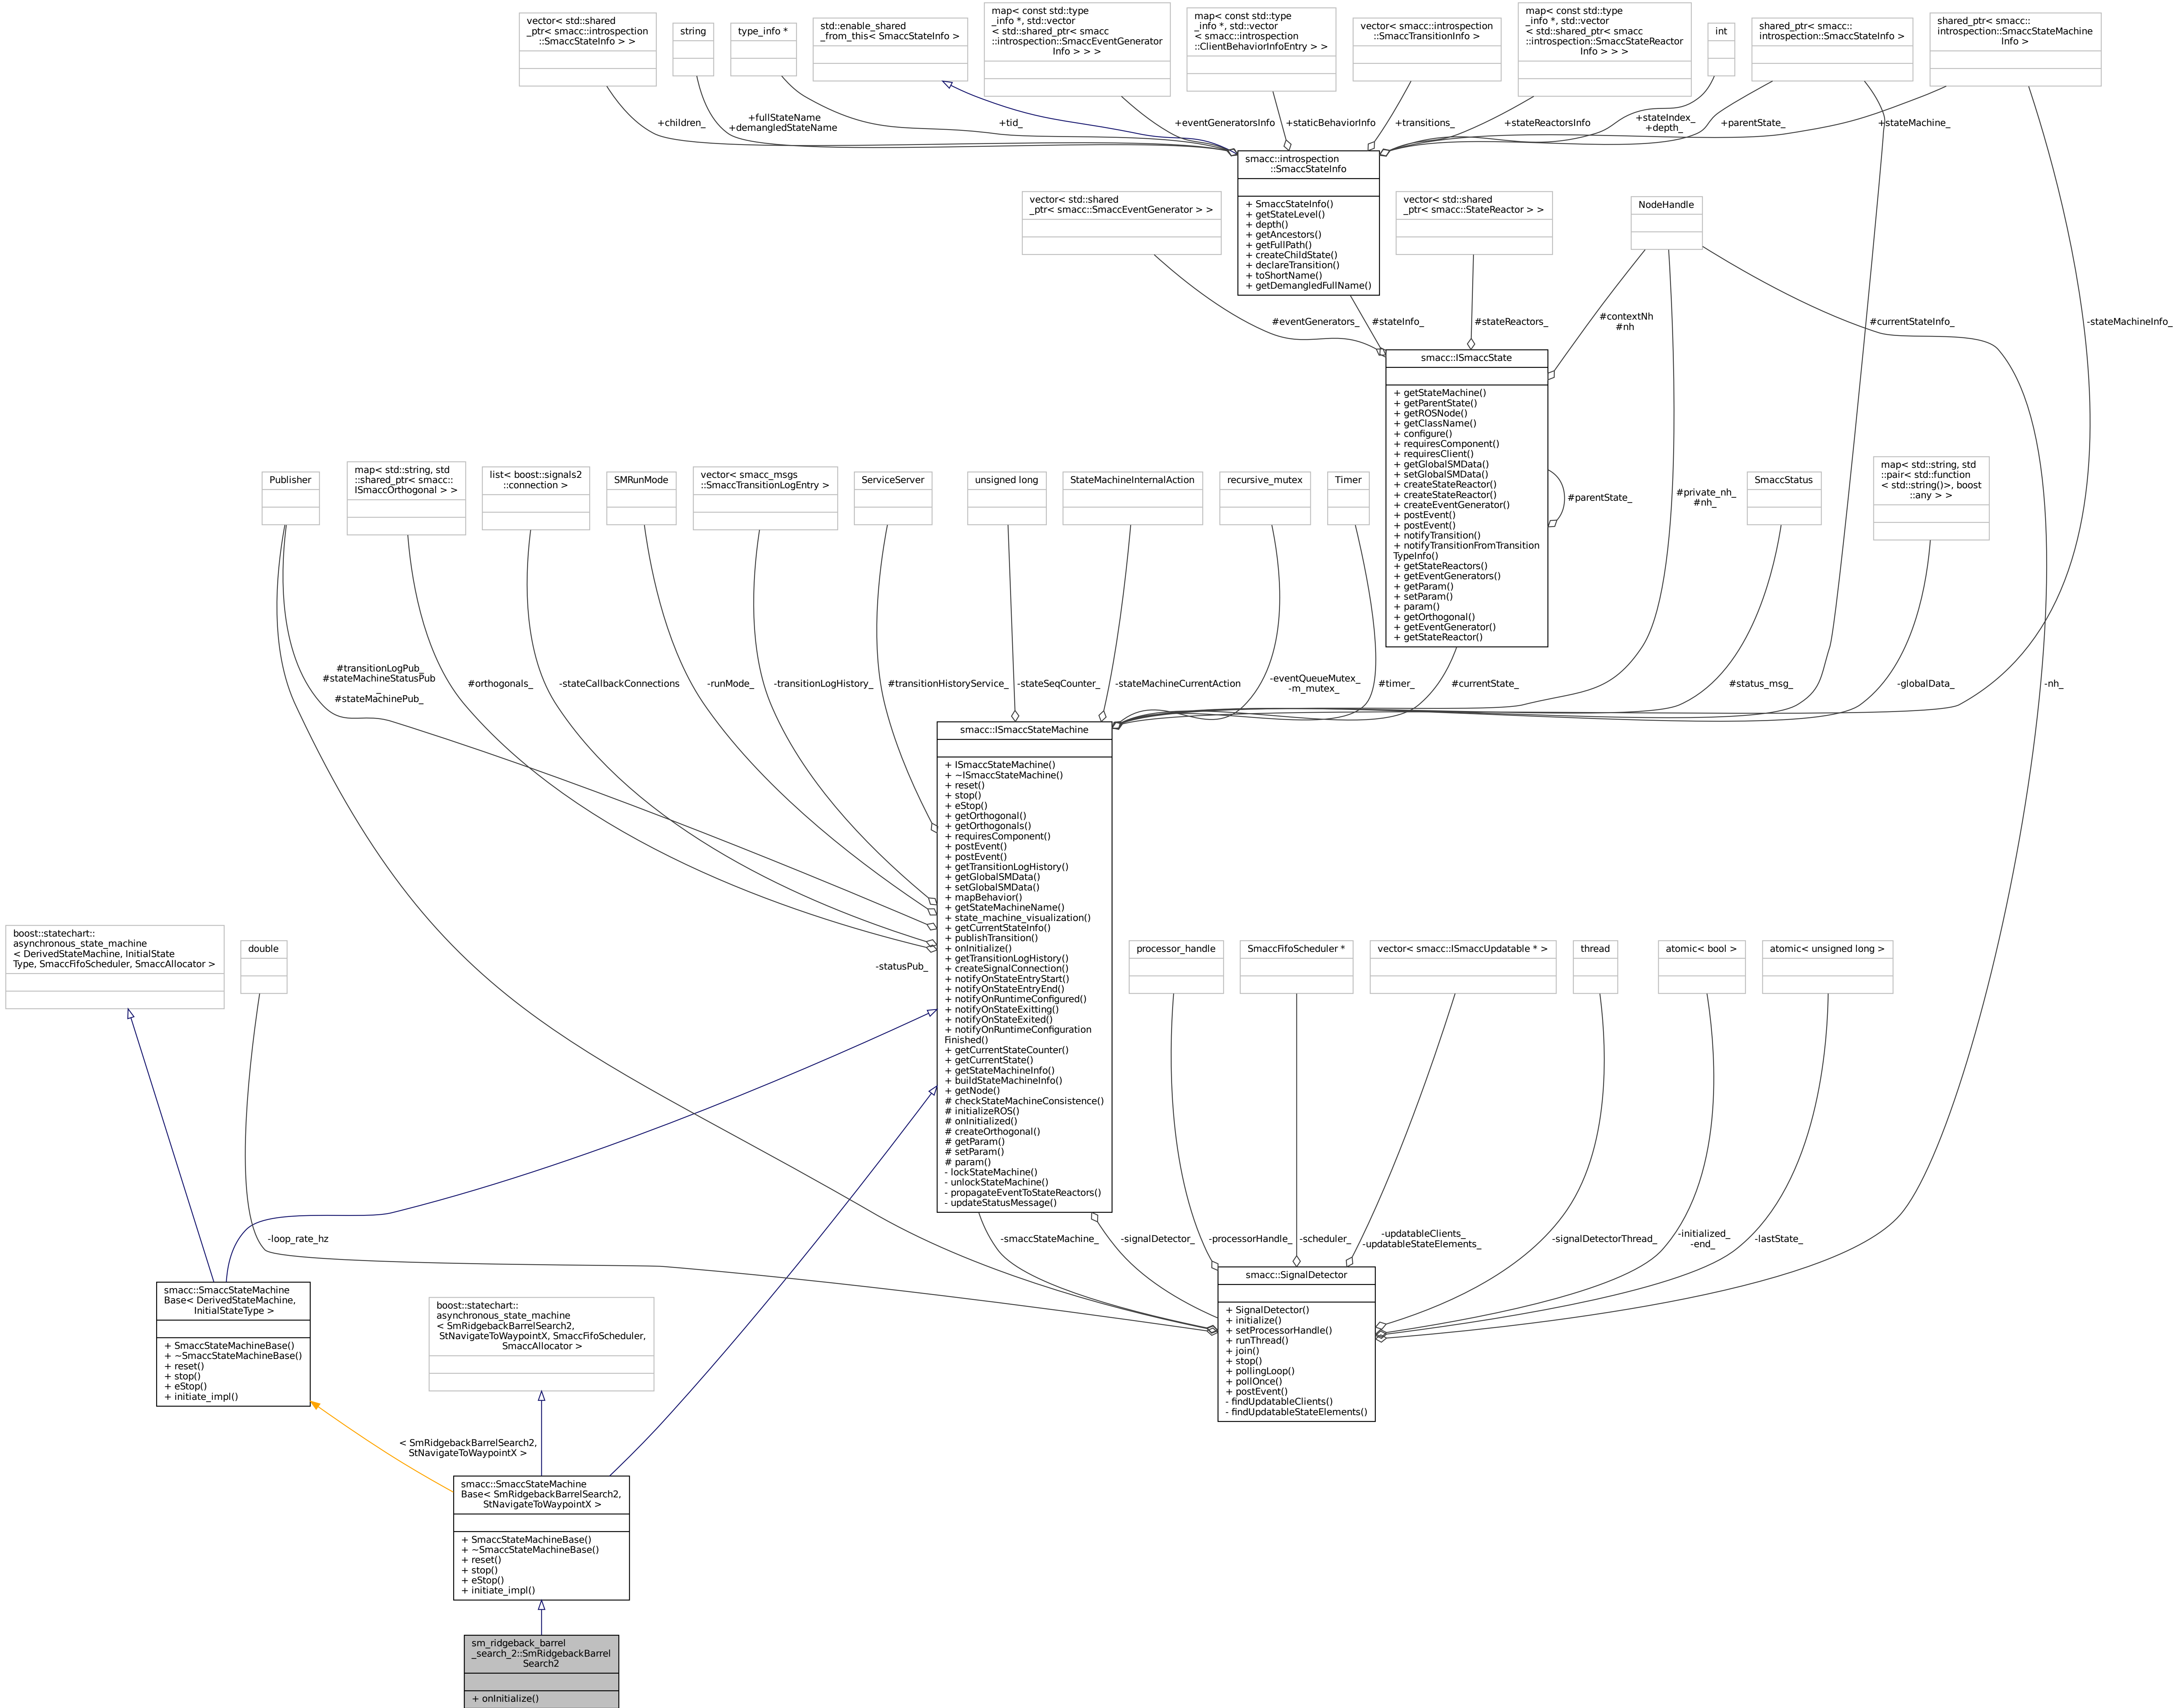 vector< std::shared
_ptr< smacc::introspection
::SmaccStateInfo > >
string
type_info *
std::enable_shared
_from_this< SmaccStateInfo >
map< const std::type
_info *, std::vector
< std::shared_ptr< smacc
::introspection::SmaccEventGenerator
Info > > >
map< const std::type
_info *, std::vector
< smacc::introspection
::ClientBehaviorInfoEntry > >
vector< smacc::introspection
::SmaccTransitionInfo >
map< const std::type
_info *, std::vector
< std::shared_ptr< smacc
::introspection::SmaccStateReactor
Info > > >
int
shared_ptr< smacc::
introspection::SmaccStateInfo >
shared_ptr< smacc::
introspection::SmaccStateMachine
Info >
+children_
+fullStateName
+demangledStateName
+tid_
+eventGeneratorsInfo
+staticBehaviorInfo
+transitions_
+stateReactorsInfo
+stateIndex_
+depth_
+parentState_
+stateMachine_
smacc::introspection
::SmaccStateInfo
+ SmaccStateInfo()
+ getStateLevel()
+ depth()
+ getAncestors()
+ getFullPath()
+ createChildState()
+ declareTransition()
+ toShortName()
+ getDemangledFullName()
vector< std::shared
_ptr< smacc::SmaccEventGenerator > >
vector< std::shared
_ptr< smacc::StateReactor > >
NodeHandle
#eventGenerators_
#stateInfo_
#stateReactors_
#contextNh
#nh
#currentStateInfo_
-stateMachineInfo_
smacc::ISmaccState
+ getStateMachine()
+ getParentState()
+ getROSNode()
+ getClassName()
+ configure()
+ requiresComponent()
+ requiresClient()
+ getGlobalSMData()
+ setGlobalSMData()
+ createStateReactor()
+ createStateReactor()
+ createEventGenerator()
+ postEvent()
+ postEvent()
+ notifyTransition()
+ notifyTransitionFromTransition
TypeInfo()
+ getStateReactors()
+ getEventGenerators()
+ getParam()
+ setParam()
+ param()
+ getOrthogonal()
+ getEventGenerator()
+ getStateReactor()
#parentState_
#private_nh_
#nh_
Publisher
map< std::string, std
::shared_ptr< smacc::
ISmaccOrthogonal > >
list< boost::signals2
::connection >
SMRunMode
vector< smacc_msgs
::SmaccTransitionLogEntry >
ServiceServer
unsigned long
StateMachineInternalAction
recursive_mutex
Timer
SmaccStatus
map< std::string, std
::pair< std::function
< std::string()>, boost
::any > >
#transitionLogPub_
#stateMachineStatusPub
_
#stateMachinePub_
#orthogonals_
-stateCallbackConnections
-runMode_
-transitionLogHistory_
#transitionHistoryService_
-stateSeqCounter_
-stateMachineCurrentAction
-eventQueueMutex_
-m_mutex_
#timer_
#currentState_
#status_msg_
-globalData_
-nh_
smacc::ISmaccStateMachine
+ ISmaccStateMachine()
+ ~ISmaccStateMachine()
+ reset()
+ stop()
+ eStop()
+ getOrthogonal()
+ getOrthogonals()
+ requiresComponent()
+ postEvent()
+ postEvent()
+ getTransitionLogHistory()
+ getGlobalSMData()
+ setGlobalSMData()
+ mapBehavior()
+ getStateMachineName()
+ state_machine_visualization()
+ getCurrentStateInfo()
+ publishTransition()
+ onInitialize()
+ getTransitionLogHistory()
+ createSignalConnection()
+ notifyOnStateEntryStart()
+ notifyOnStateEntryEnd()
+ notifyOnRuntimeConfigured()
+ notifyOnStateExitting()
+ notifyOnStateExited()
+ notifyOnRuntimeConfiguration
Finished()
+ getCurrentStateCounter()
+ getCurrentState()
+ getStateMachineInfo()
+ buildStateMachineInfo()
+ getNode()
# checkStateMachineConsistence()
# initializeROS()
# onInitialized()
# createOrthogonal()
# getParam()
# setParam()
# param()
- lockStateMachine()
- unlockStateMachine()
- propagateEventToStateReactors()
- updateStatusMessage()
boost::statechart::
asynchronous_state_machine
< DerivedStateMachine, InitialState
Type, SmaccFifoScheduler, SmaccAllocator >
double
-statusPub_
processor_handle
SmaccFifoScheduler *
vector< smacc::ISmaccUpdatable * >
thread
atomic< bool >
atomic< unsigned long >
-loop_rate_hz
-smaccStateMachine_
-signalDetector_
-processorHandle_
-scheduler_
-updatableClients_
-updatableStateElements_
-signalDetectorThread_
-initialized_
-end_
-lastState_
smacc::SignalDetector
+ SignalDetector()
+ initialize()
+ setProcessorHandle()
+ runThread()
+ join()
+ stop()
+ pollingLoop()
+ pollOnce()
+ postEvent()
- findUpdatableClients()
- findUpdatableStateElements()
smacc::SmaccStateMachine
Base< DerivedStateMachine,
InitialStateType >
+ SmaccStateMachineBase()
+ ~SmaccStateMachineBase()
+ reset()
+ stop()
+ eStop()
+ initiate_impl()
boost::statechart::
asynchronous_state_machine
< SmRidgebackBarrelSearch2,
StNavigateToWaypointX, SmaccFifoScheduler,
SmaccAllocator >
< SmRidgebackBarrelSearch2,
StNavigateToWaypointX >
smacc::SmaccStateMachine
Base< SmRidgebackBarrelSearch2,
StNavigateToWaypointX >
+ SmaccStateMachineBase()
+ ~SmaccStateMachineBase()
+ reset()
+ stop()
+ eStop()
+ initiate_impl()
sm_ridgeback_barrel
_search_2::SmRidgebackBarrel
Search2
+ onInitialize()